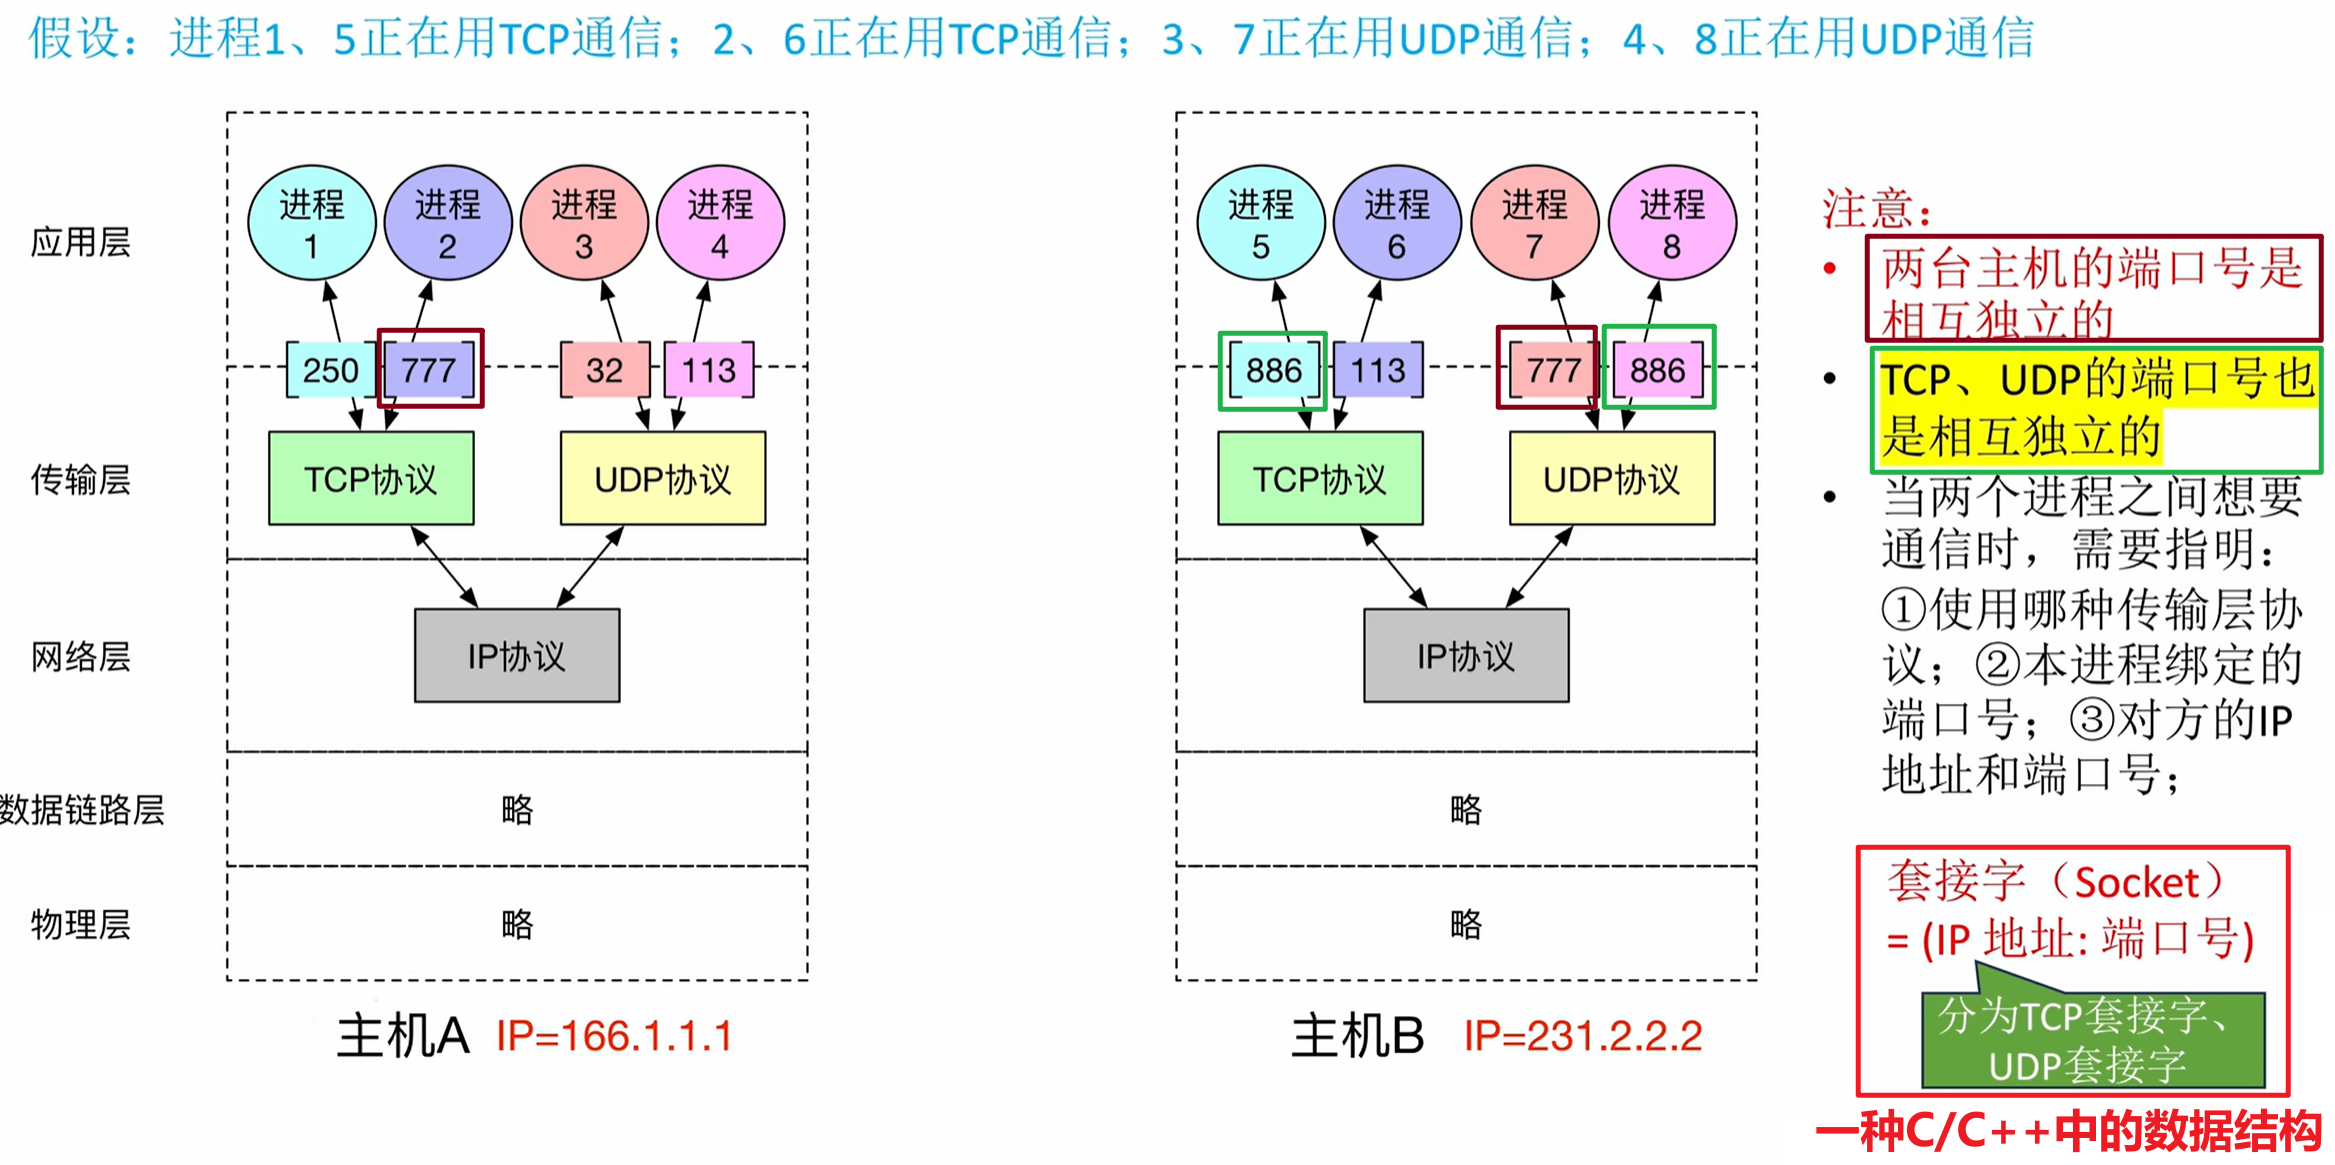 假设：进程1、5正在用TCP通信；2、6正在用TCP通信；3、7正在用UDP通信；4、8正在用UDP通信
应用层
进程
1
进程
2
进程
3
进程
4
250
777
32
113
传输层
TCP协议
UDP协议
网络层
IP协议
数据链路层
略
物理层
略
主机A IP=166.1.1.1
进程
5
进程
6
进程
7
进程
8
886
113
777
886
TCP协议
UDP协议
IP协议
略
略
主机B IP=231.2.2.2
注意：
• 两台主机的端口号是
相互独立的
• TCP、UDP的端口号也
是相互独立的
• 当两个进程之间想要
通信时，需要指明：
①使用哪种传输层协
议；②本进程绑定的
端口号；③对方的IP
地址和端口号；
套接字（Socket）
= (IP 地址: 端口号)
分为TCP套接字、
UDP套接字
一种C/C++中的数据结构